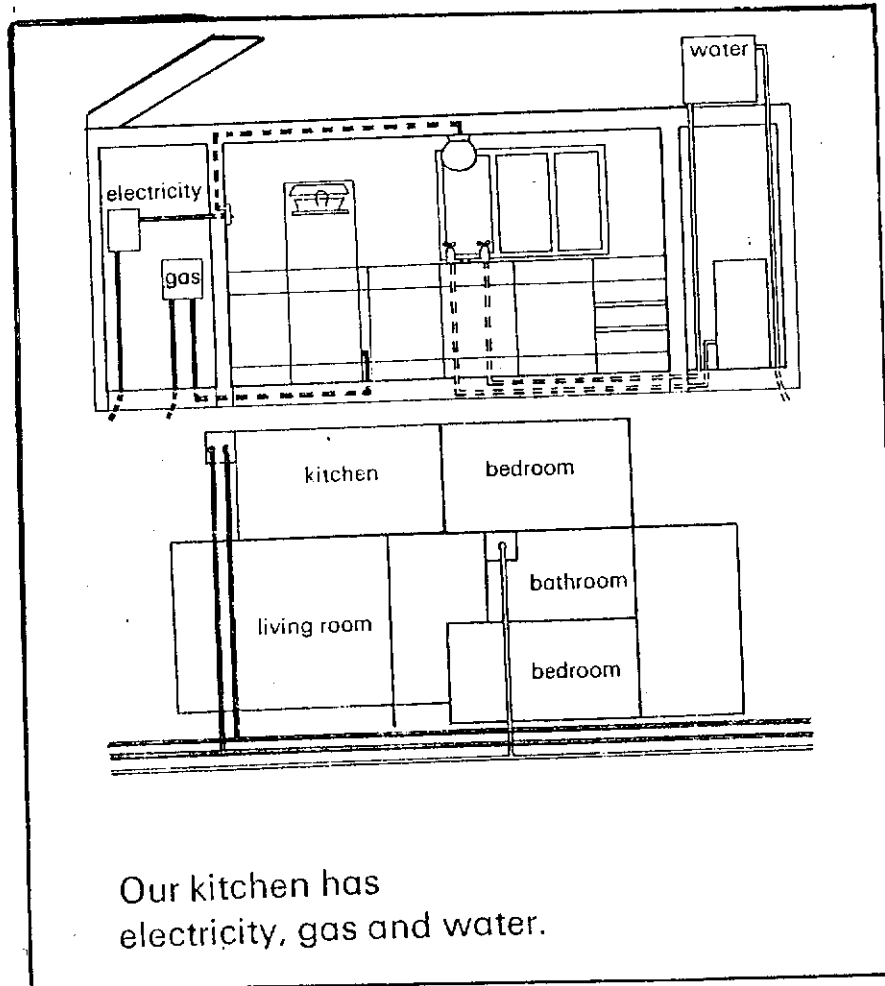 water
electricity
gas
kitchen
bedroom
living room
bathroom
bedroom
Our kitchen has
electricity, gas and water.